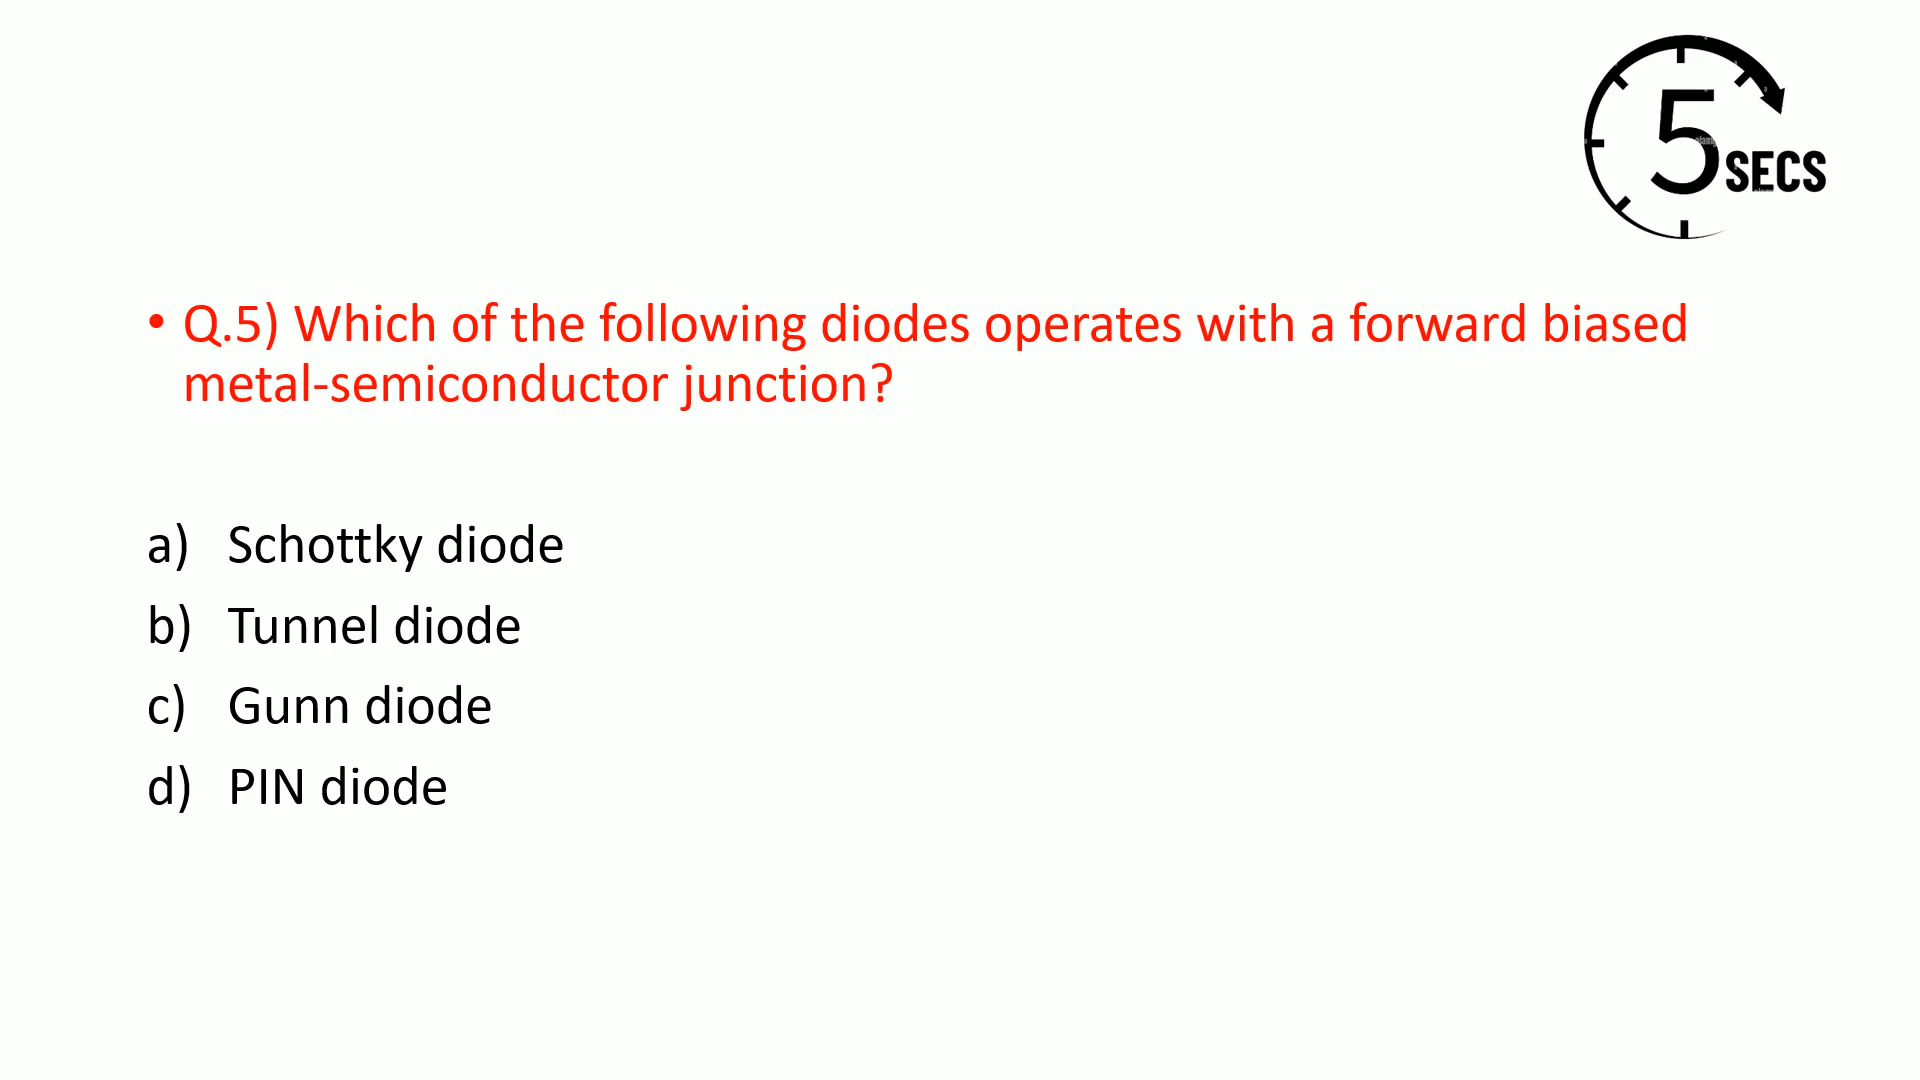 5 SECS
• Q.5) Which of the following diodes operates with a forward biased
metal-semiconductor junction?
a) Schottky diode
b) Tunnel diode
c) Gunn diode
d) PIN diode